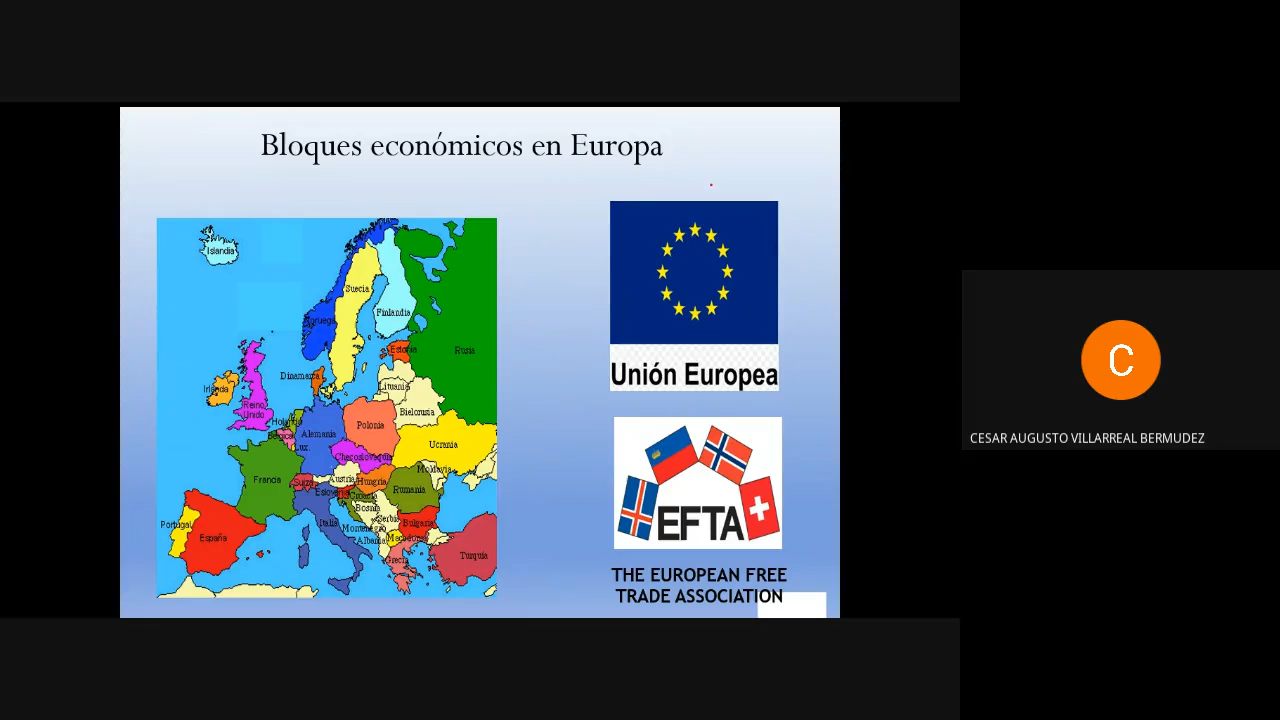 Bloques económicos en Europa
Islandia
Suecia
Noruega
Finlandia
Rusia
Estonia
Dinamarca
Lituania
Irlanda
Reino
Unido
Bielorusia
Holanda
Polonia
Bélgica
Alemania
Ucrania
Lux.
Checoslovaquia
Moldavia
Francia
Suiza
Austria
Hungría
Eslovenia
Croacia
Rumania
Bosnia
Serbia
Portugal
España
Italia
Montenegro
Bulgaria
Albania
Macedonia
Turquía
Grecia
Unión Europea
EFTA
THE EUROPEAN FREE
TRADE ASSOCIATION
C
CESAR AUGUSTO VILLARREAL BERMUDEZ